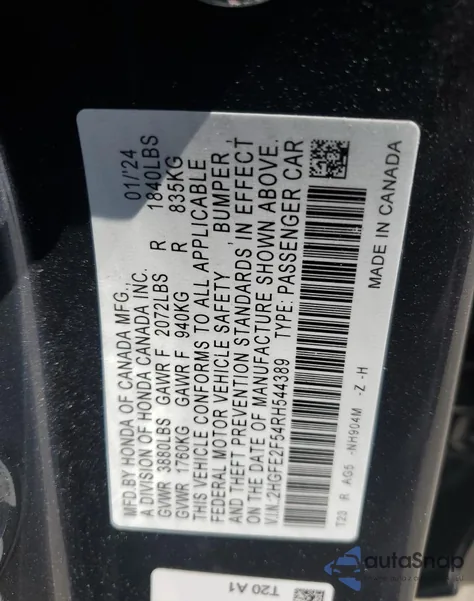 MFD.BY HONDA OF CANADA MFG., 01/'24
A DIVISION OF HONDA CANADA INC.
GVWR 3880LBS GAWR F 2072LBS R 1840LBS
GVWR 1760KG GAWR F 940KG R 835KG
THIS VEHICLE CONFORMS TO ALL APPLICABLE
FEDERAL MOTOR VEHICLE SAFETY , BUMPER ,
AND THEFT PREVENTION STANDARDS IN EFFECT
ON THE DATE OF MANUFACTURE SHOWN ABOVE.
V.I.N.:2HGFE2F54RH544389 TYPE: PASSENGER CAR
T23 R AG5 -NH904M -Z -H
MADE IN CANADA
T20 A1
autaSnap